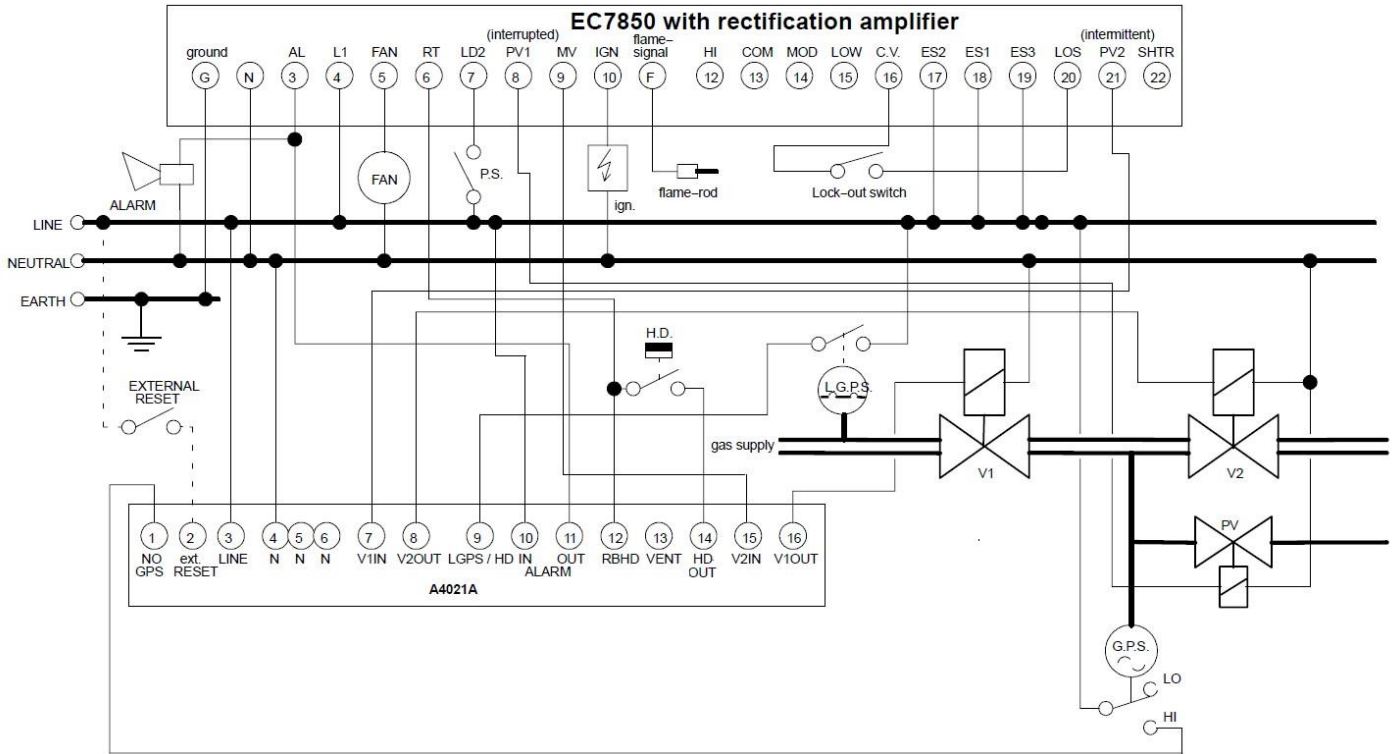 EC7850 with rectification amplifier
(interrupted) flame- (intermittent)
ground AL L1 FAN RT LD2 PV1 MV IGN signal HI COM MOD LOW C.V. ES2 ES1 ES3 LOS PV2 SHTR
G N 3 4 5 6 7 8 9 10 F 12 13 14 15 16 17 18 19 20 21 22
FAN
P.S.
ALARM
ign.
flame-rod
Lock-out switch
LINE
NEUTRAL
EARTH
H.D.
EXTERNAL
RESET
L.G.P.S.
gas supply
V1
V2
PV
1 2 3 4 5 6 7 8 9 10 11 12 13 14 15 16
NO ext. LINE N N N V1IN V2OUT LGPS / HD IN OUT RBHD VENT HD V2IN V1OUT
GPS RESET ALARM OUT
A4021A
G.P.S.
LO
HI